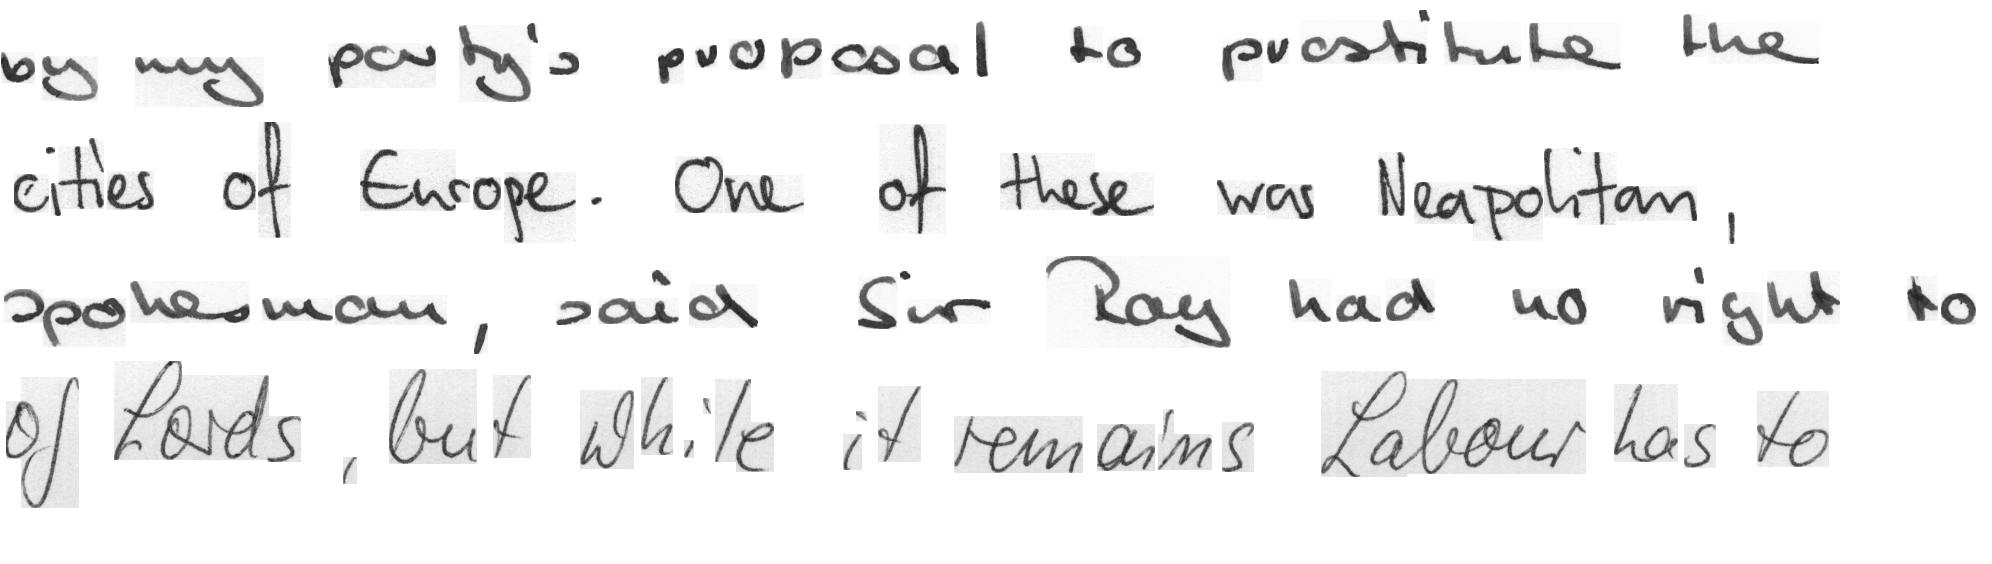 by my party's proposal to prostitute the
cities of Europe. One of these was Neapolitan,
spokesman, said Sir Ray had no right to
of Lords, but while it remains Labour has to